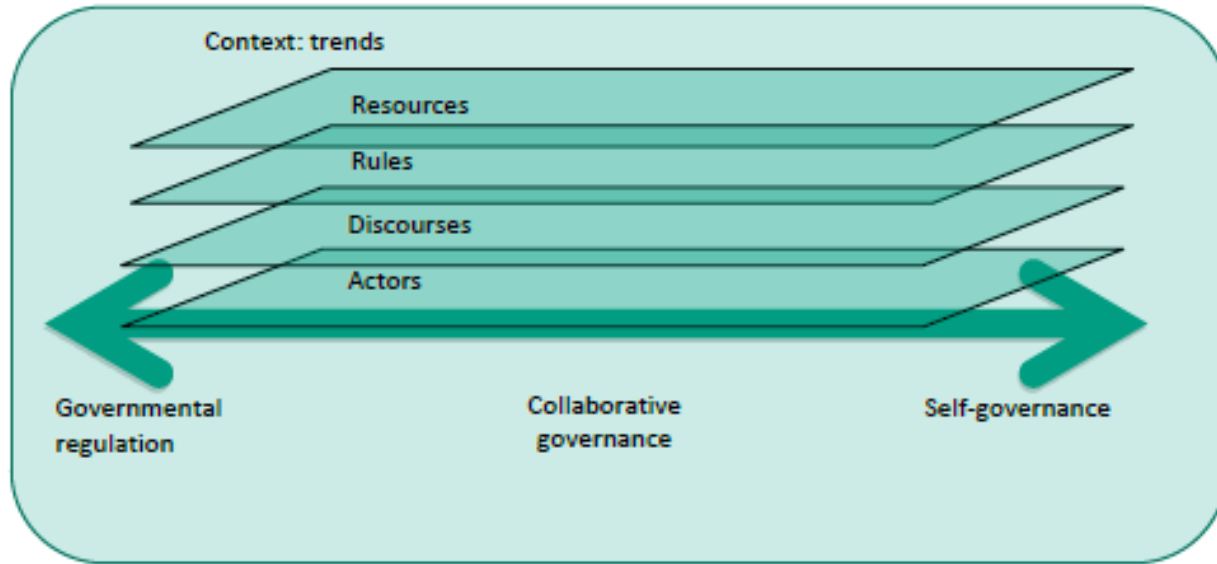 Context: trends
Resources
Rules
Discourses
Actors
Governmental
regulation
Collaborative
governance
Self-governance